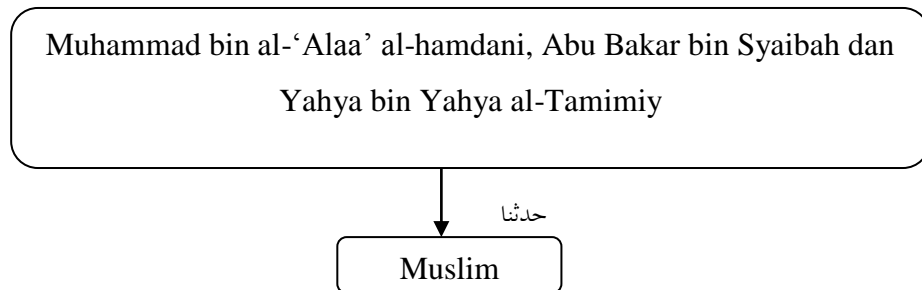 Muhammad bin al-‘Alaa’ al-hamdani, Abu Bakar bin Syaibah dan
Yahya bin Yahya al-Tamimiy
حدثنا
Muslim